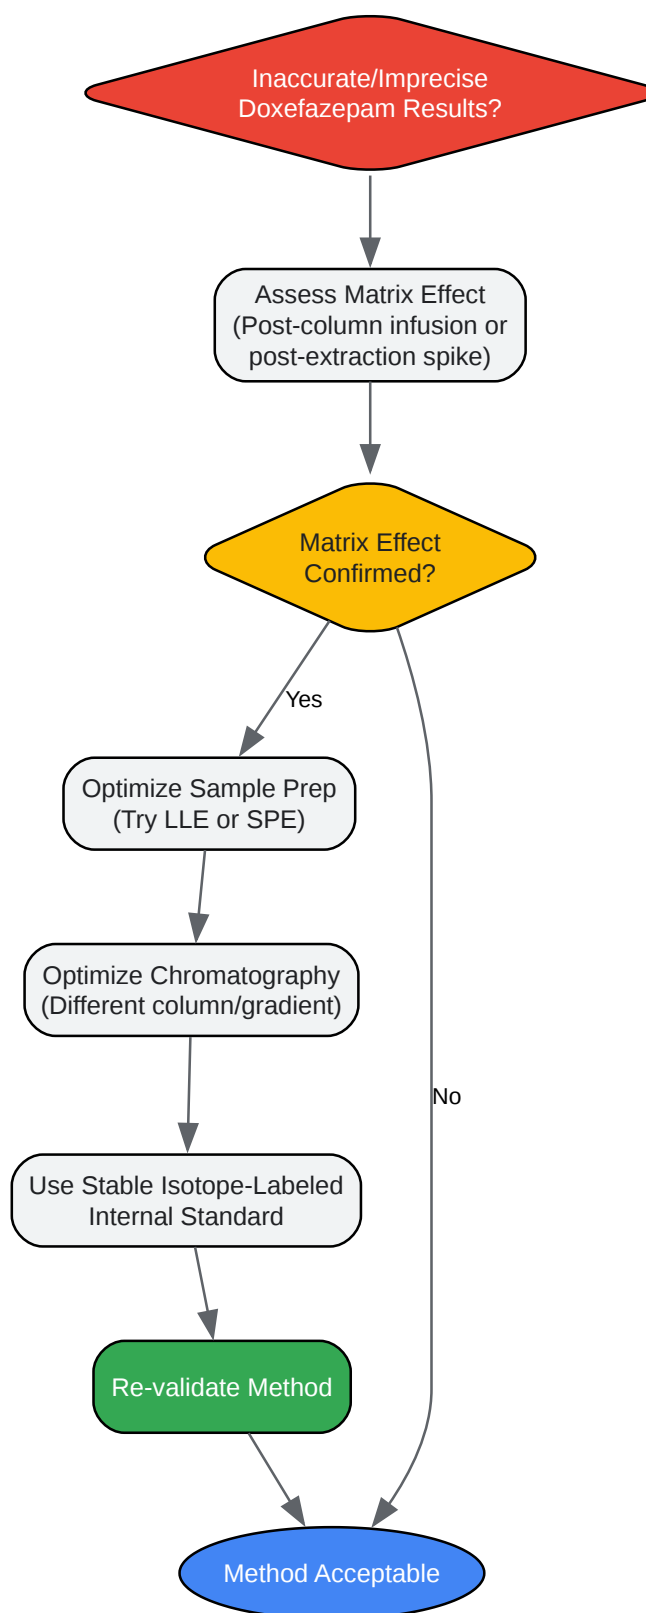 Inaccurate/Imprecise
Doxefazepam Results?
Assess Matrix Effect
(Post-column infusion or
post-extraction spike)
Matrix Effect
Confirmed?
Yes
Optimize Sample Prep
(Try LLE or SPE)
Optimize Chromatography
(Different column/gradient)
No
Use Stable Isotope-Labeled
Internal Standard
Re-validate Method
Method Acceptable